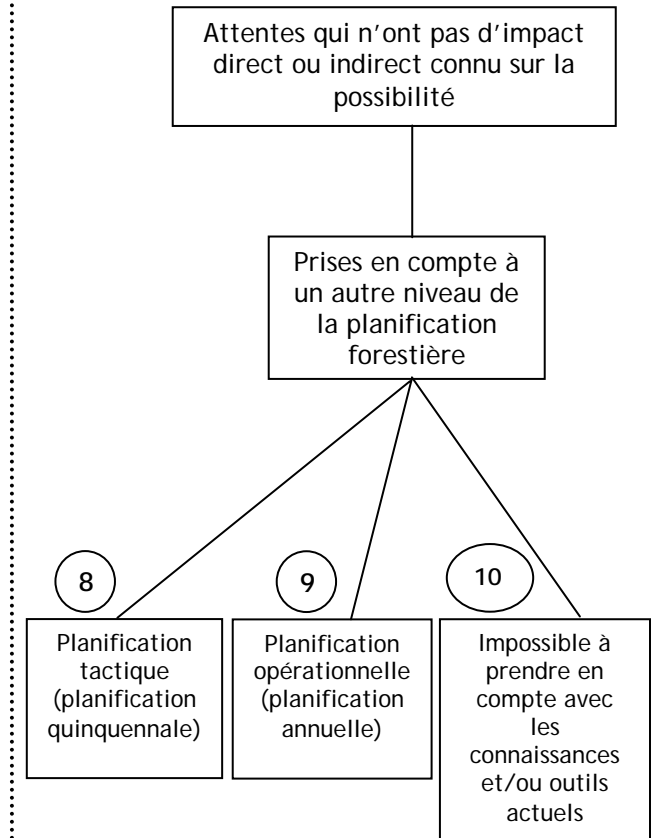 Attentes qui n’ont pas d’impact
direct ou indirect connu sur la
possibilité
Prises en compte à
un autre niveau de
la planification
forestière
8
9
10
Planification
tactique
(planification
quinquennale)
Planification
opérationnelle
(planification
annuelle)
Impossible à
prendre en
compte avec
les
connaissances
et/ou outils
actuels